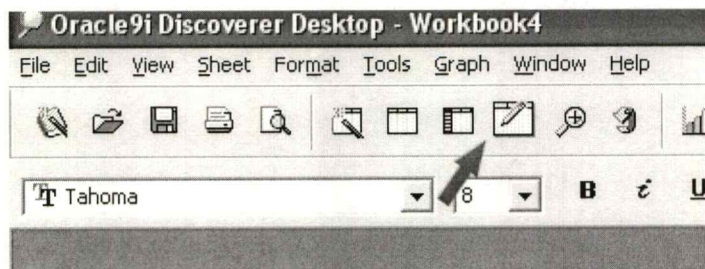 Oracle9i Discoverer Desktop - Workbook4
File Edit View Sheet Format Tools Graph Window Help
Tahoma 8 B i U